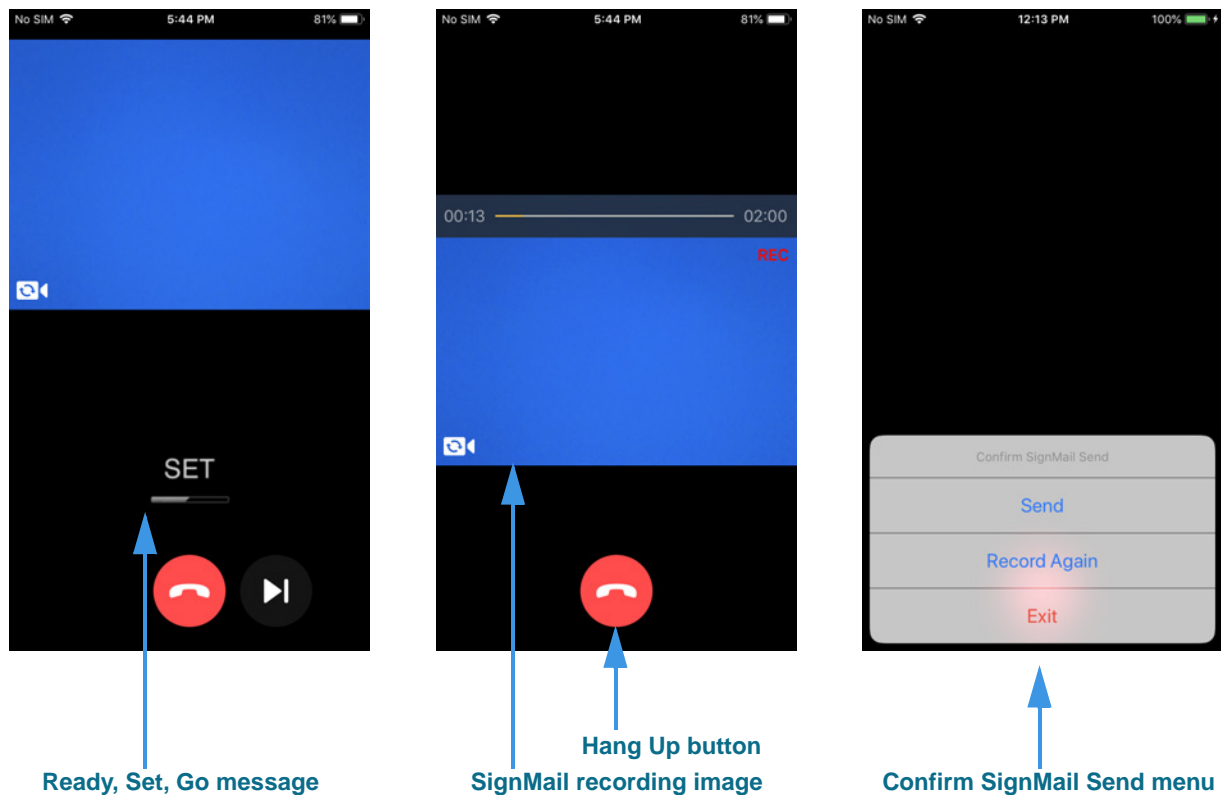 No SIM 5:44 PM 81%
SET
Ready, Set, Go message
No SIM 5:44 PM 81%
00:13 02:00
REC
Hang Up button
SignMail recording image
No SIM 12:13 PM 100%
Confirm SignMail Send
Send
Record Again
Exit
Confirm SignMail Send menu